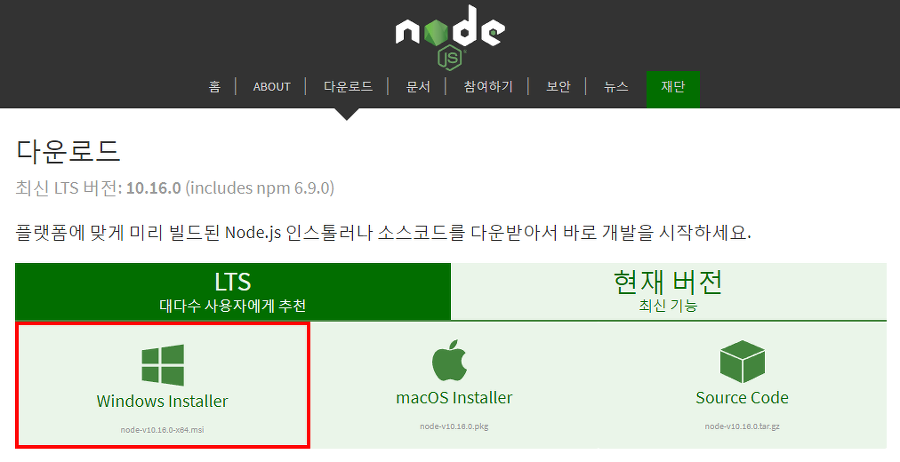 node
JS
홈 ABOUT 다운로드 문서 참여하기 보안 뉴스 재단
다운로드
최신 LTS 버전: 10.16.0 (includes npm 6.9.0)
플랫폼에 맞게 미리 빌드된 Node.js 인스톨러나 소스코드를 다운받아서 바로 개발을 시작하세요.
LTS
대다수 사용자에게 추천
현재 버전
최신 기능
Windows Installer
node-v10.16.0-x64.msi
macOS Installer
node-v10.16.0.pkg
Source Code
node-v10.16.0.tar.gz